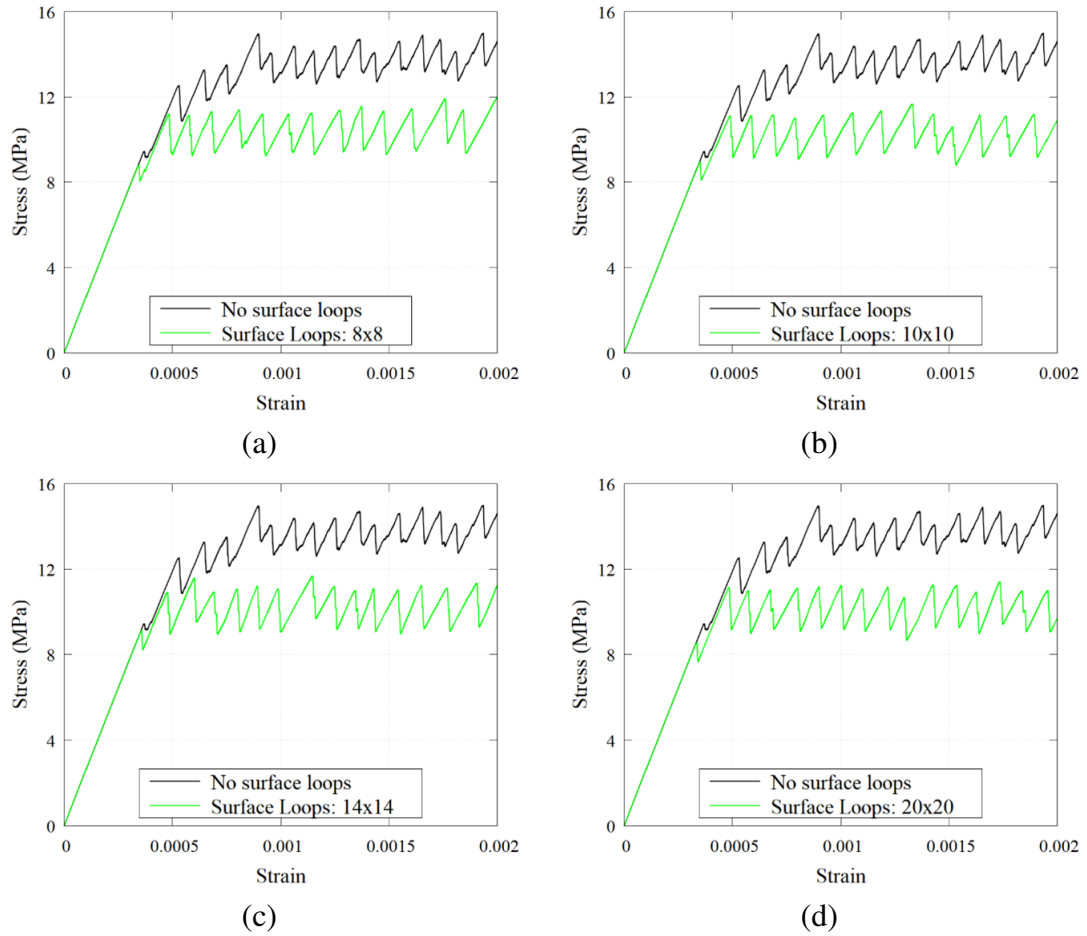 16
12
8
4
0
Stress (MPa)
No surface loops
Surface Loops: 8x8
0 0.0005 0.001 0.0015 0.002
Strain
(a)
16
12
8
4
0
Stress (MPa)
No surface loops
Surface Loops: 10x10
0 0.0005 0.001 0.0015 0.002
Strain
(b)
16
12
8
4
0
Stress (MPa)
No surface loops
Surface Loops: 14x14
0 0.0005 0.001 0.0015 0.002
Strain
(c)
16
12
8
4
0
Stress (MPa)
No surface loops
Surface Loops: 20x20
0 0.0005 0.001 0.0015 0.002
Strain
(d)